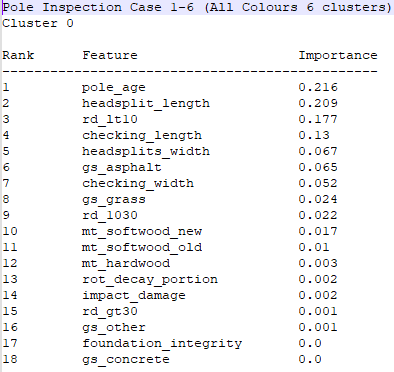 Pole Inspection Case 1-6 (All Colours 6 clusters)
Cluster 0
Rank Feature Importance
------------------------------------------------
1 pole_age 0.216
2 headsplit_length 0.209
3 rd_lt10 0.177
4 checking_length 0.13
5 headsplits_width 0.067
6 gs_asphalt 0.065
7 checking_width 0.052
8 gs_grass 0.024
9 rd_1030 0.022
10 mt_softwood_new 0.017
11 mt_softwood_old 0.01
12 mt_hardwood 0.003
13 rot_decay_portion 0.002
14 impact_damage 0.002
15 rd_gt30 0.001
16 gs_other 0.001
17 foundation_integrity 0.0
18 gs_concrete 0.0